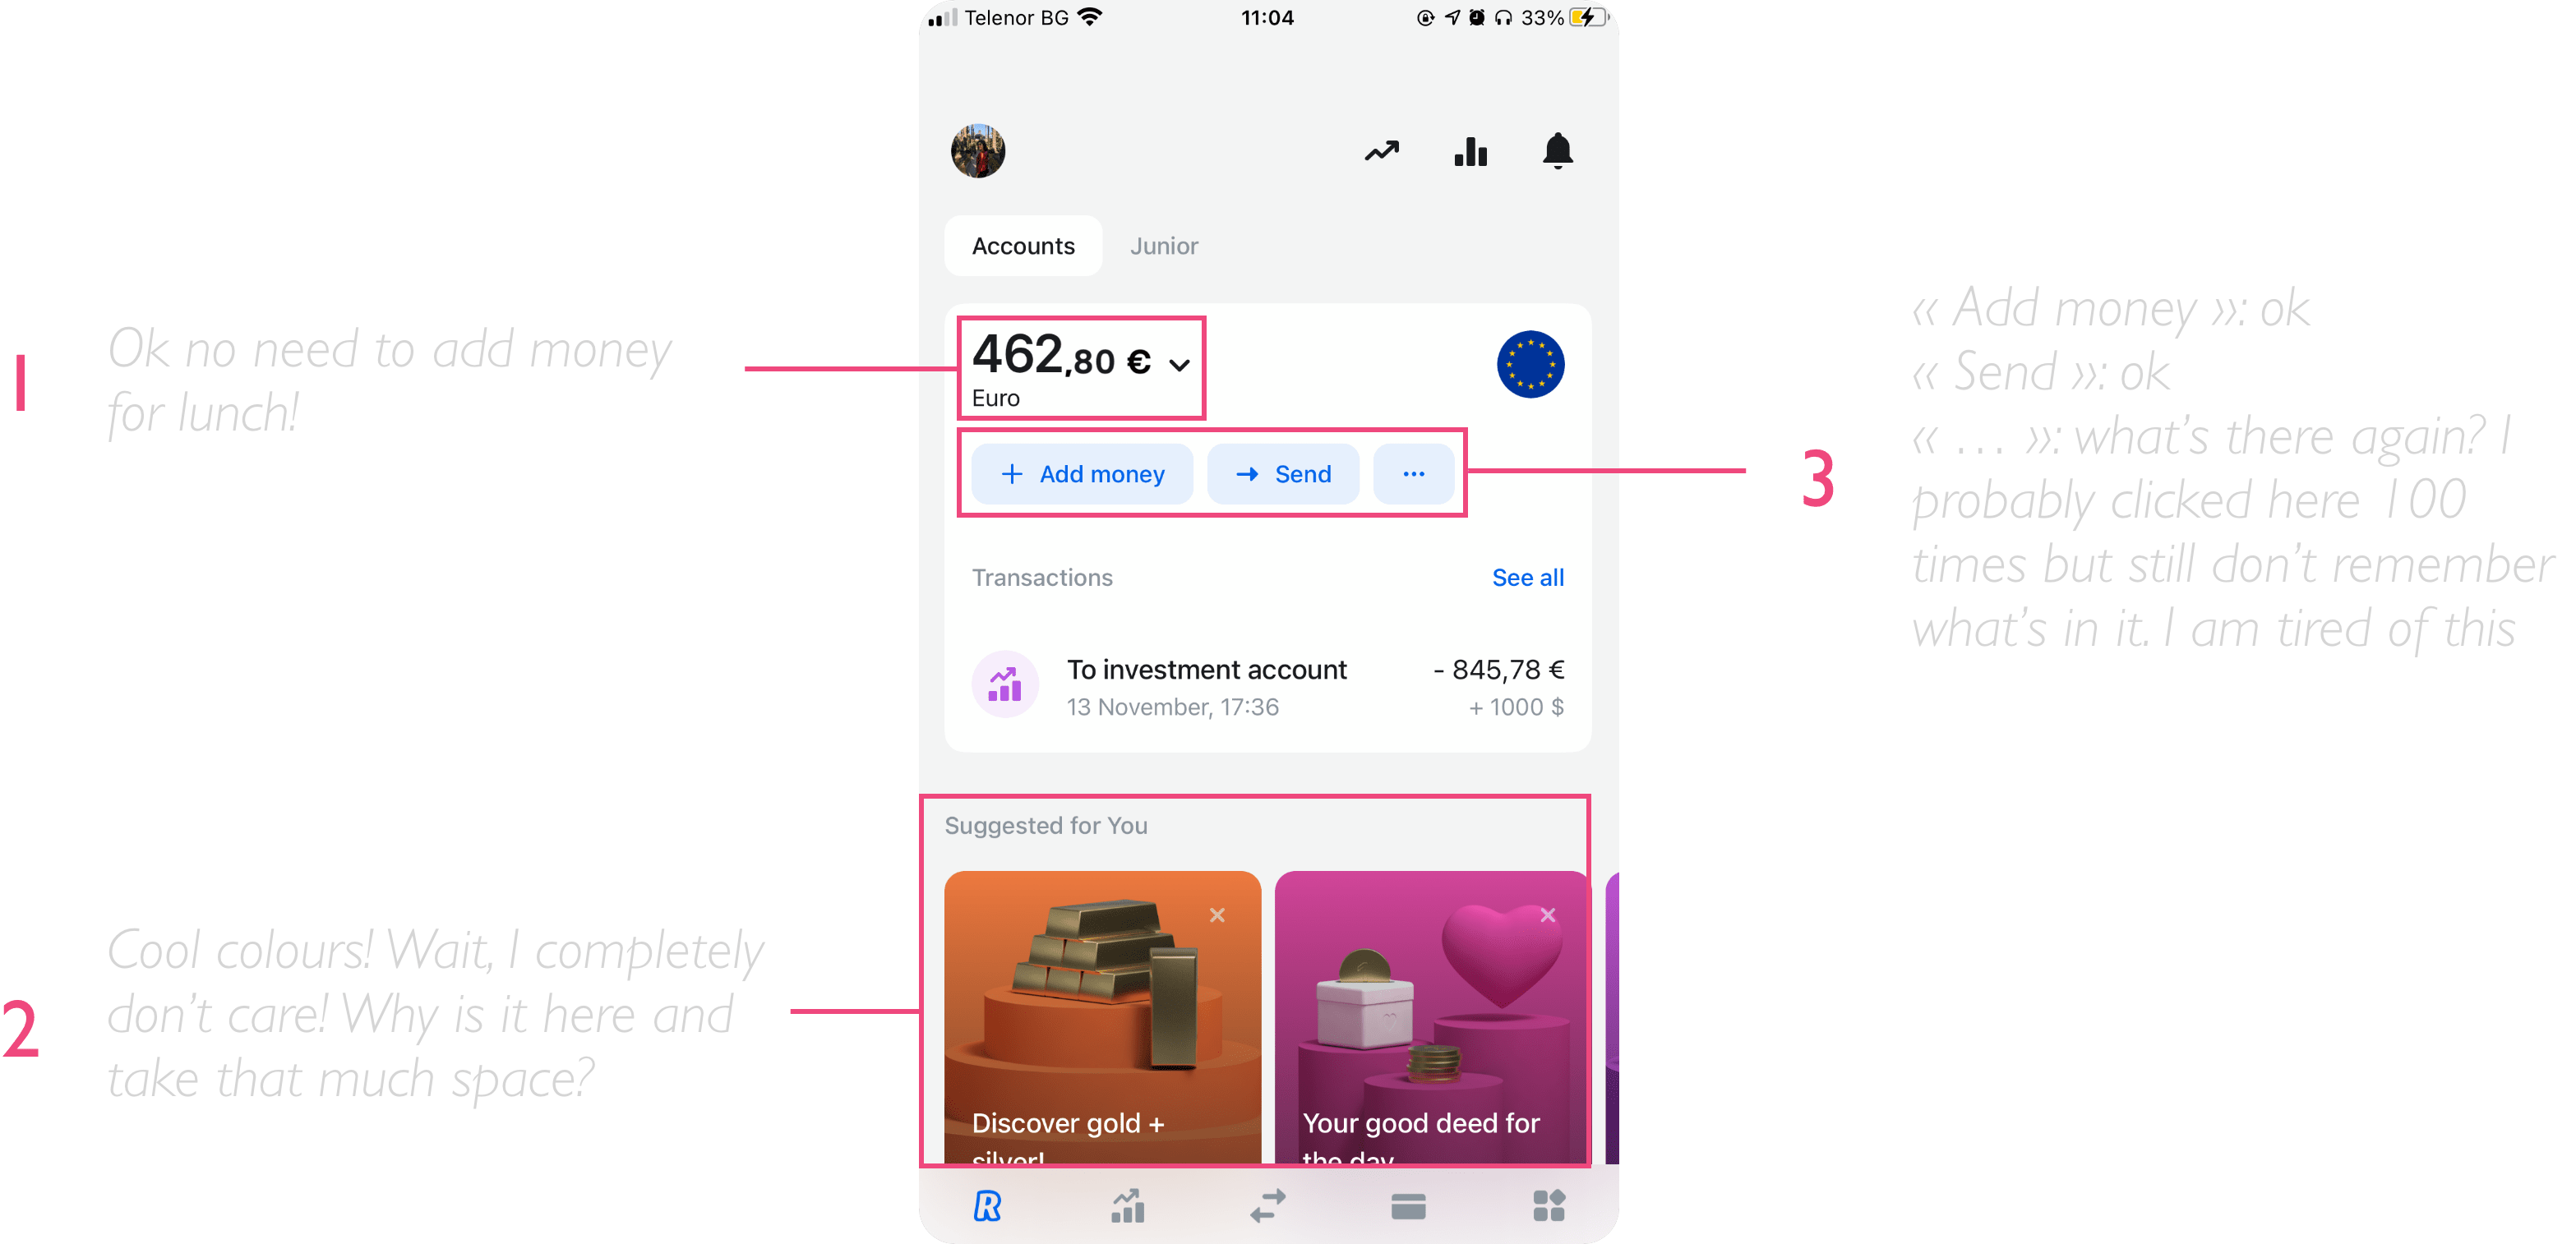 Telenor BG 11:04 33%
Accounts Junior
462,80 €
Euro
+ Add money → Send ...
Transactions See all
To investment account - 845,78 €
13 November, 17:36 + 1000 $
Suggested for You
Discover gold +
silver!
Your good deed for
the day
R
1
Ok no need to add money
for lunch!
2
Cool colours! Wait, I completely
don’t care! Why is it here and
take that much space?
3
« Add money »: ok
« Send »: ok
« … »: what’s there again? I
probably clicked here 100
times but still don’t remember
what’s in it. I am tired of this